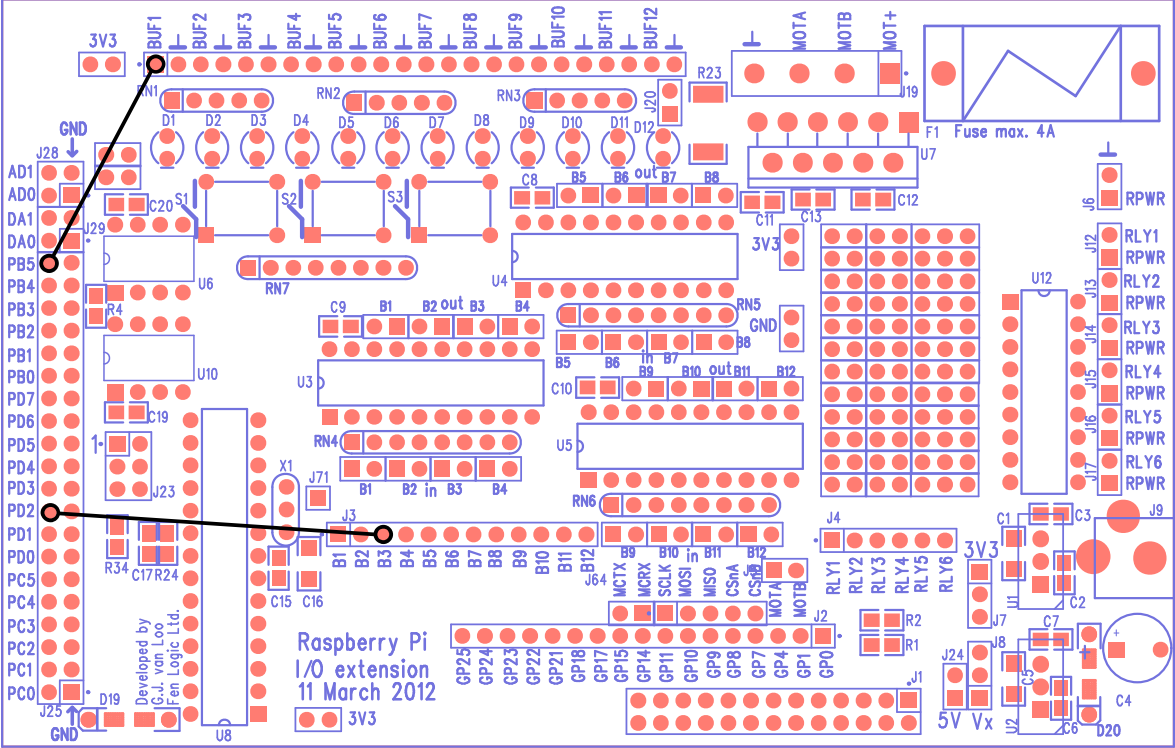 BUF1 BUF2 BUF3 BUF4 BUF5 BUF6 BUF7 BUF8 BUF9 BUF10 BUF11 BUF12 MOTA MOTB MOT+
3V3
RN1 RN2 RN3 J20 R23 J19
F1 Fuse max. 4A
GND D1 D2 D3 D4 D5 D6 D7 D8 D9 D10 D11 D12
J28 U7
AD1
AD0
DA1
DA0
PB5
PB4
PB3
PB2
PB1
PB0
PD7
PD6
PD5
PD4
PD3
PD2
PD1
PD0
PC5
PC4
PC3
PC2
PC1
PC0
J25
GND
J29
C20 S1 S2 S3 C8 B5 B6 out B7 B8 C11 C13 C12
J6 RPWR
3V3
J12 RLY1
RPWR
U6 RN7 U4 U12
J13 RLY2
RPWR
R4 C9 B1 B2 out B3 B4 RN5 GND
J14 RLY3
RPWR
B5 B6 in B7 B8
U10 U3 C10 B9 B10 out B11 B12
J15 RLY4
RPWR
C19
J16 RLY5
RPWR
1 RN4 U5
J17 RLY6
RPWR
J23 X1 J71 B1 B2 in B3 B4 RN6
J3 J4 C1 C3 J9
R34 C17 R24 C15 C16
B1 B2 B3 B4 B5 B6 B7 B8 B9 B10 B11 B12
B9 B10 in B11 B12
J64 MCTX MCRX SCLK MOSI MISO CSnA CSnB MOTA MOTB
RLY1 RLY2 RLY3 RLY4 RLY5 RLY6
3V3 U1 C2
J7
J2 R2
R1
C7
J8
J24
GP25 GP24 GP23 GP22 GP21 GP18 GP17 GP15 GP14 GP11 GP10 GP9 GP8 GP7 GP4 GP1 GP0
Raspberry Pi
I/O extension
11 March 2012
Developed by
G.J. van Loo
Fen Logic Ltd.
D19 U8 3V3
J1
5V Vx
U2 C5 C6 D20 C4
+
+